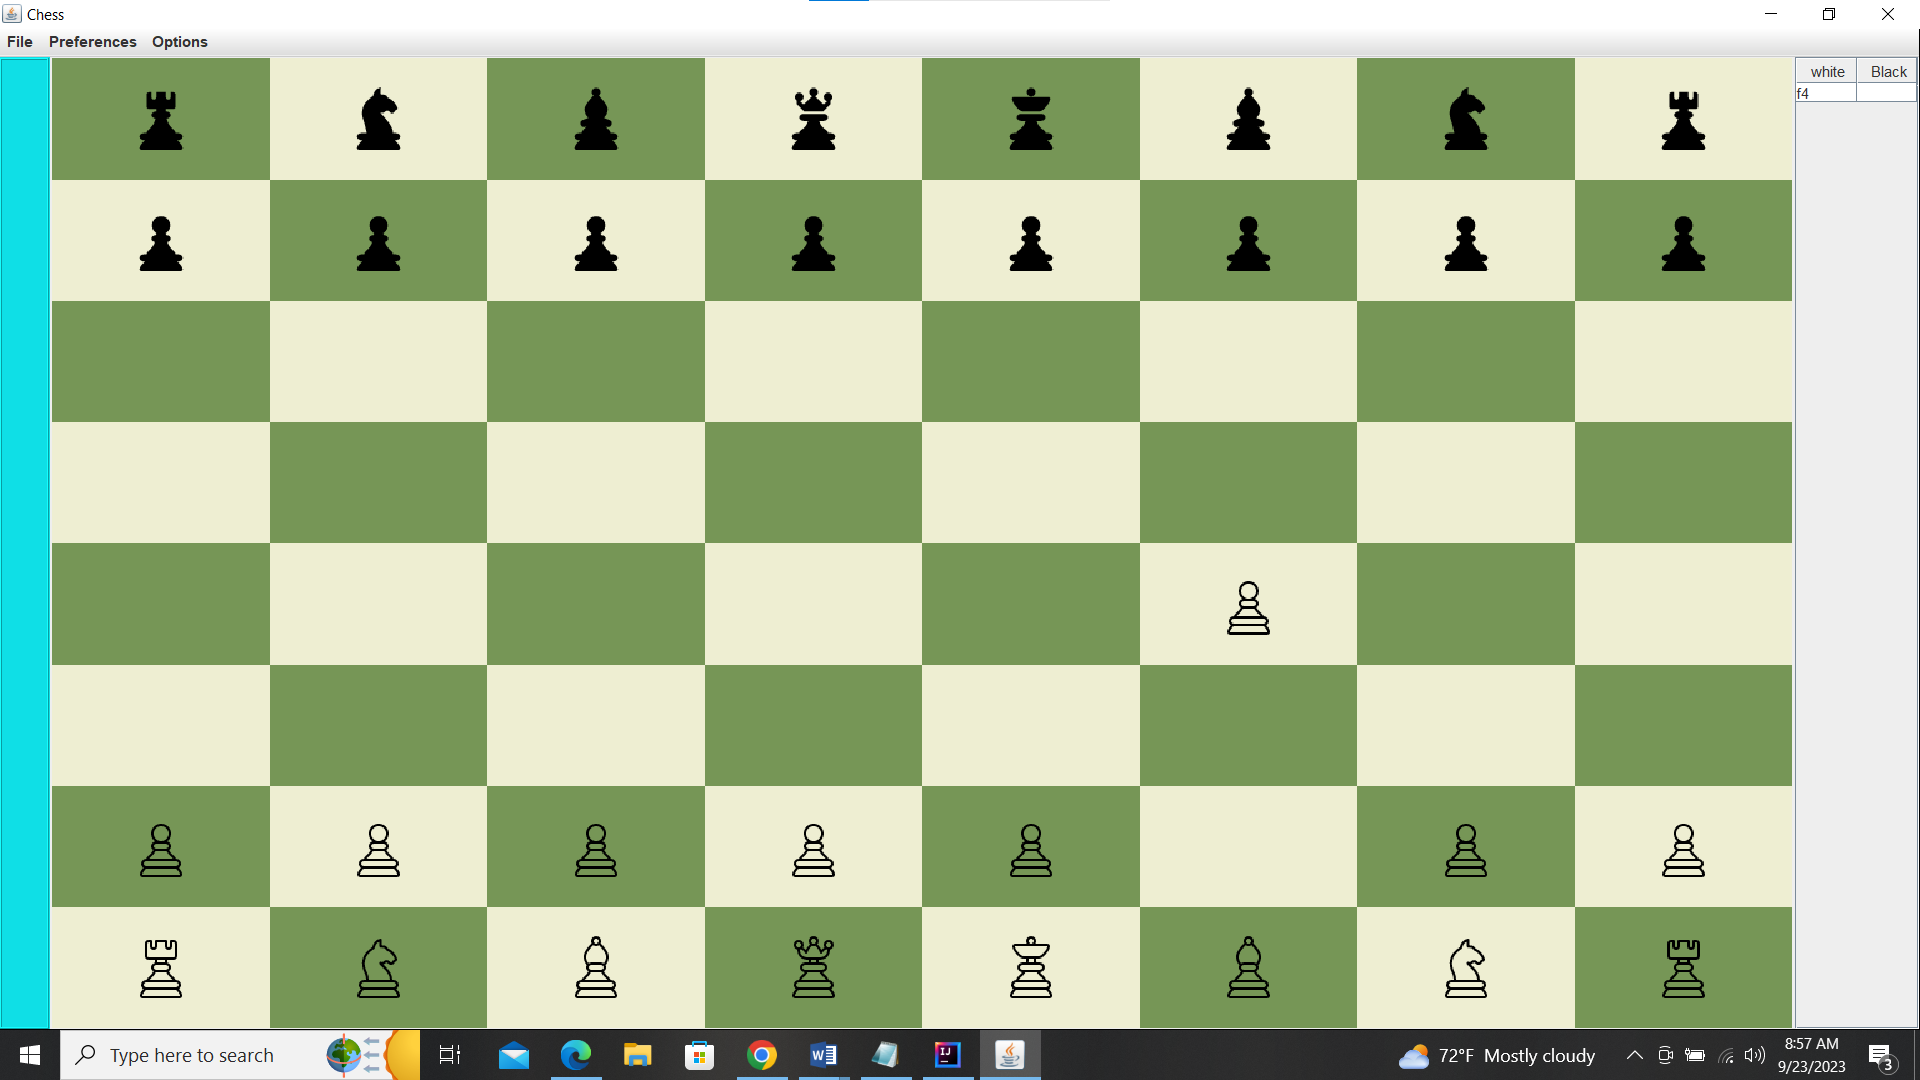 Chess
File Preferences Options
white Black
f4
Type here to search
72°F Mostly cloudy
8:57 AM
9/23/2023
3